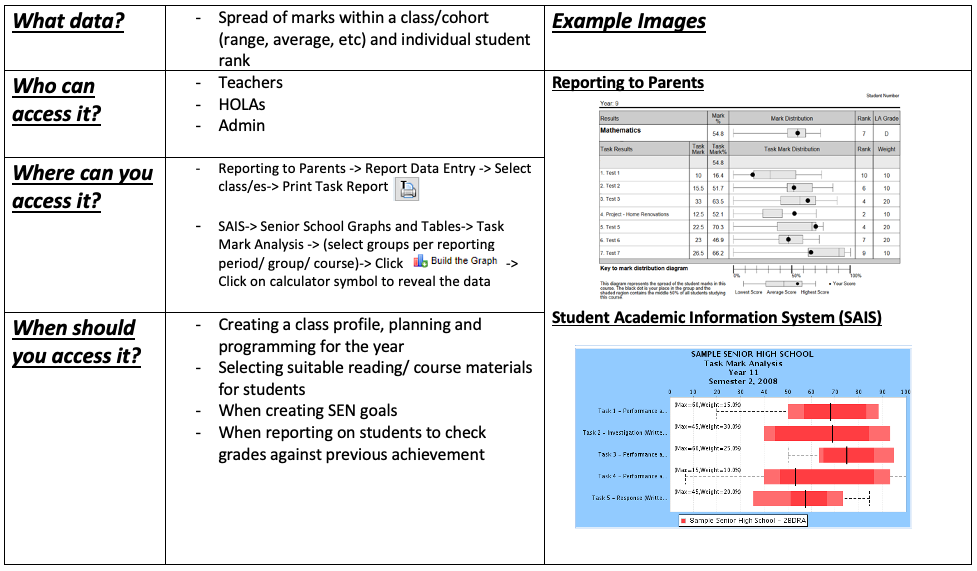 What data?
- Spread of marks within a class/cohort
(range, average, etc) and individual student
rank
Example Images
Who can
access it?
- Teachers
- HOLAs
- Admin
Where can you
access it?
- Reporting to Parents -> Report Data Entry -> Select
class/es-> Print Task Report
- SAIS-> Senior School Graphs and Tables-> Task
Mark Analysis -> (select groups per reporting
period/ group/ course)-> Click Build the Graph ->
Click on calculator symbol to reveal the data
When should
you access it?
- Creating a class profile, planning and
programming for the year
- Selecting suitable reading/ course materials
for students
- When creating SEN goals
- When reporting on students to check
grades against previous achievement
Reporting to Parents
Student Number
Year: 9
Results Mark % Mark Distribution Rank LA Grade
Mathematics 54.8 7 D
Task Results Task Mark Task Mark% Task Mark Distribution Rank Weight
54.8
1. Test 1 10 16.4 10 10
2. Test 2 15.5 51.7 6 10
3. Test 3 33 63.5 4 20
4. Project - Home Renovations 12.5 52.1 2 10
5. Test 5 22.5 70.3 4 20
6. Test 6 23 46.9 7 20
7. Test 7 26.5 66.2 9 10
Key to mark distribution diagram 0% 50% 100%
This diagram represents the spread of the student marks in this
course. The black dot is your place in the group and the
shaded region contains the middle 50% of all students studying
this course.
• Your Score
Lowest Score Average Score Highest Score
Student Academic Information System (SAIS)
SAMPLE SENIOR HIGH SCHOOL
Task Mark Analysis
Year 11
Semester 2, 2008
0 10 20 30 40 50 60 70 80 90 100
Task 1 - Performance a... (Max=60,Weight=15.0%)
Task 2 - Investigation (Writte... (Max=45,Weight=30.0%)
Task 3 - Performance a... (Max=60,Weight=25.0%)
Task 4 - Performance a... (Max=15,Weight=10.0%)
Task 5 - Response (Writte... (Max=45,Weight=20.0%)
Sample Senior High School - 2BDRA